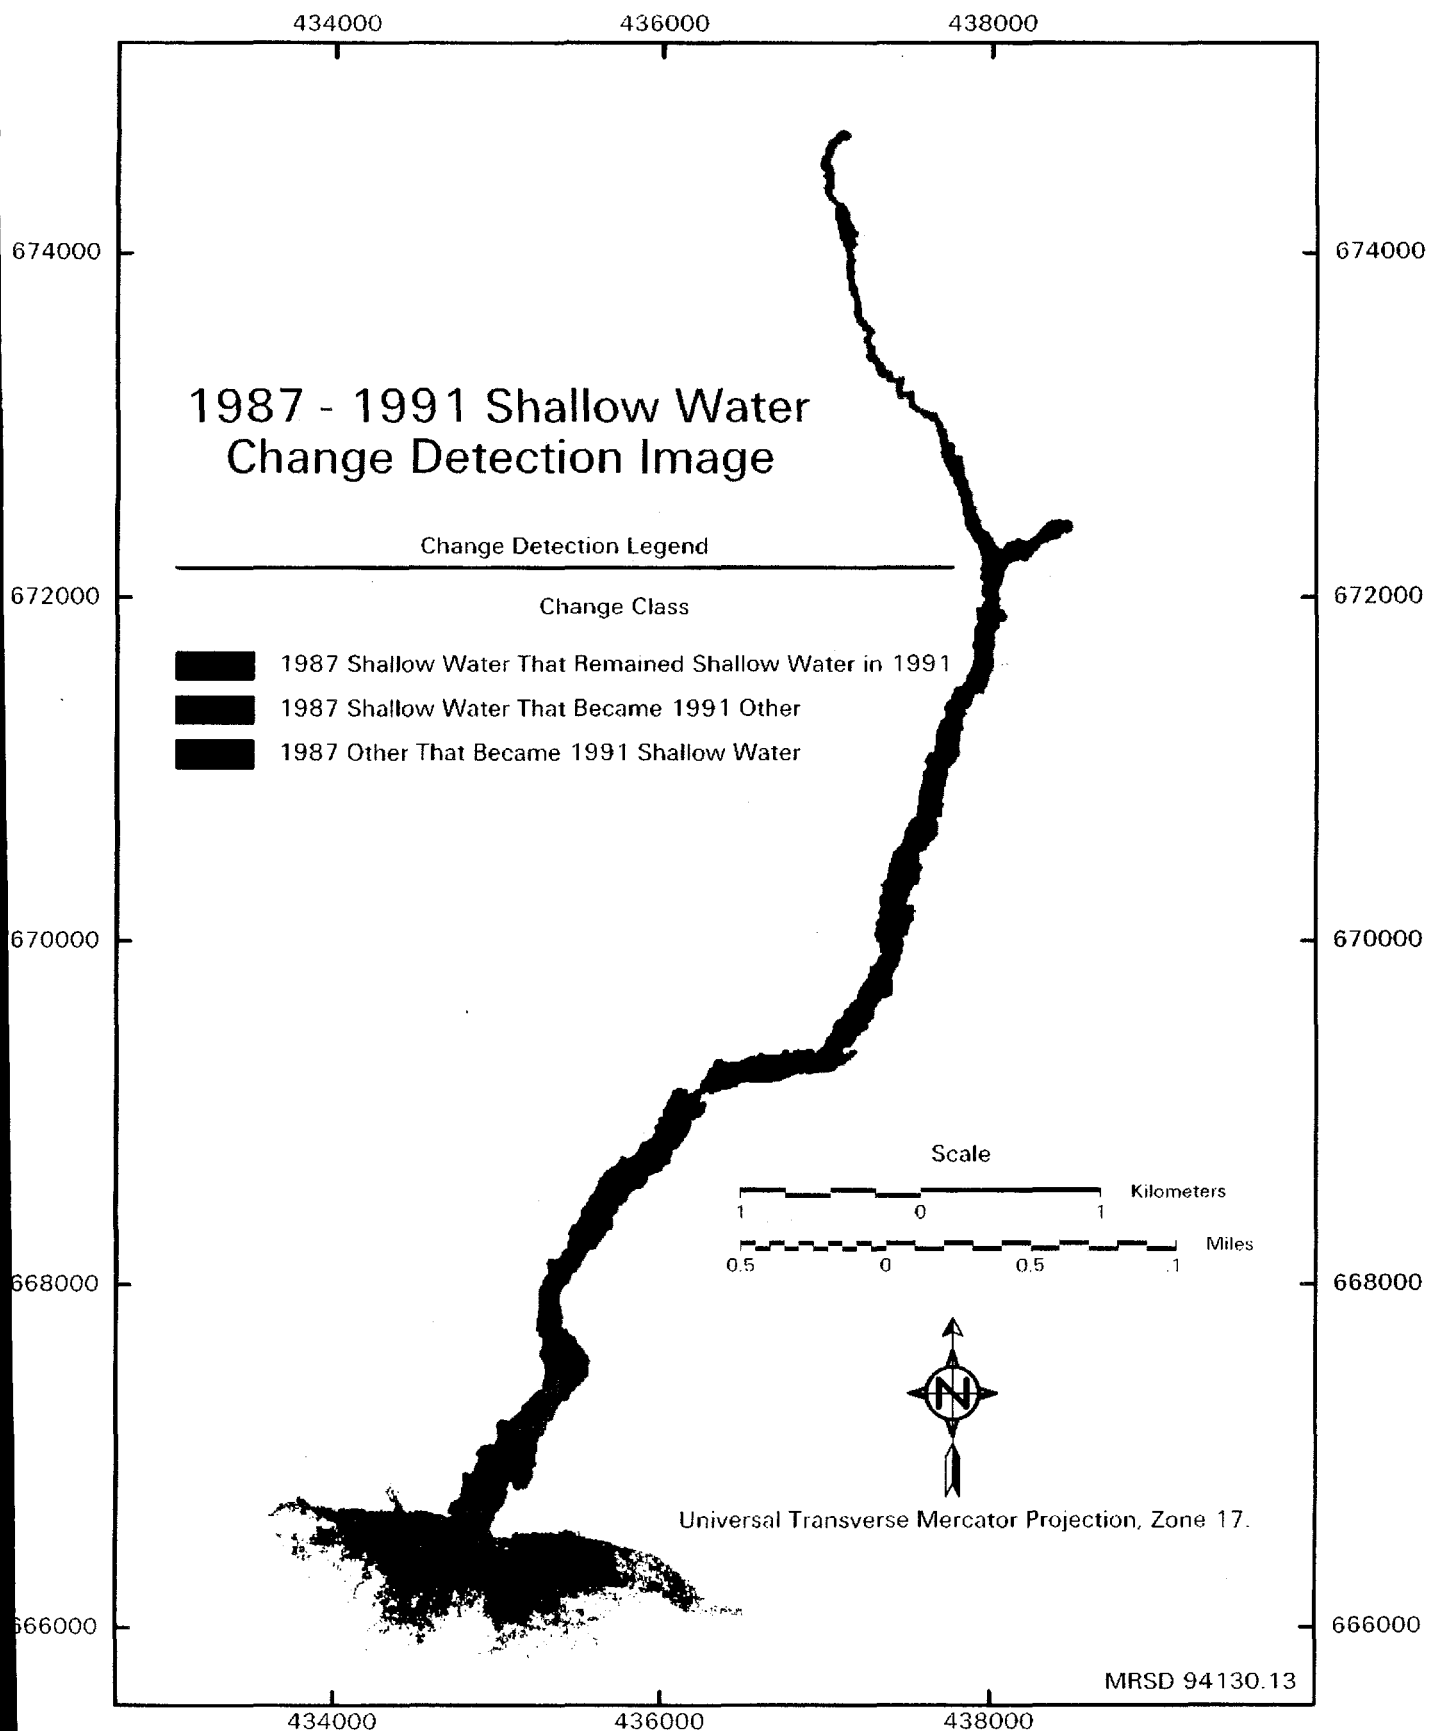 434000 436000 438000
674000 674000
1987 - 1991 Shallow Water
Change Detection Image
Change Detection Legend
672000 672000
Change Class
1987 Shallow Water That Remained Shallow Water in 1991
1987 Shallow Water That Became 1991 Other
1987 Other That Became 1991 Shallow Water
670000 670000
Scale
Kilometers
1 0 1
Miles
0.5 0 0.5 .1
668000 668000
N
Universal Transverse Mercator Projection, Zone 17.
666000 666000
MRSD 94130.13
434000 436000 438000